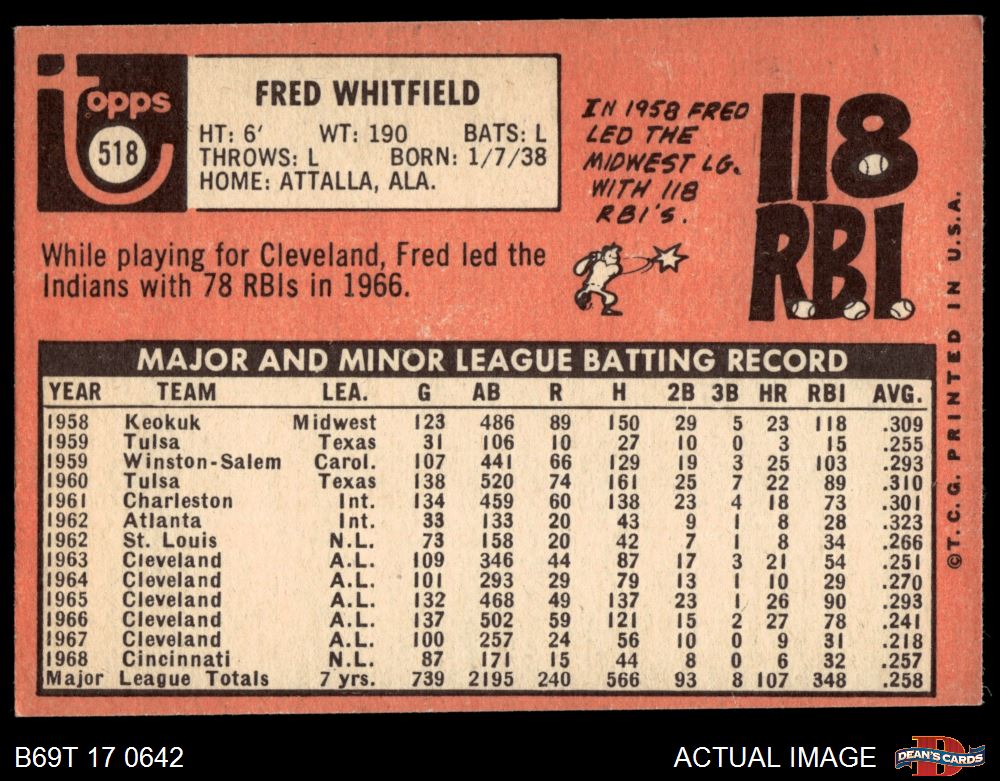 Topps
518
FRED WHITFIELD
HT: 6' WT: 190 BATS: L
THROWS: L BORN: 1/7/38
HOME: ATTALLA, ALA.
While playing for Cleveland, Fred led the
Indians with 78 RBIs in 1966.
IN 1958 FRED
LED THE
MIDWEST LG.
WITH 118
RBI'S.
118
RBI.
MAJOR AND MINOR LEAGUE BATTING RECORD
YEAR TEAM LEA. G AB R H 2B 3B HR RBI AVG.
1958 Keokuk Midwest 123 486 89 150 29 5 23 118 .309
1959 Tulsa Texas 31 106 10 27 10 0 3 15 .255
1959 Winston-Salem Carol. 107 441 66 129 19 3 25 103 .293
1960 Tulsa Texas 138 520 74 161 25 7 22 89 .310
1961 Charleston Int. 134 459 60 138 23 4 18 73 .301
1962 Atlanta Int. 33 133 20 43 9 1 8 28 .323
1962 St. Louis N.L. 73 158 20 42 7 1 8 34 .266
1963 Cleveland A.L. 109 346 44 87 17 3 21 54 .251
1964 Cleveland A.L. 101 293 29 79 13 1 10 29 .270
1965 Cleveland A.L. 132 468 49 137 23 1 26 90 .293
1966 Cleveland A.L. 137 502 59 121 15 2 27 78 .241
1967 Cleveland A.L. 100 257 24 56 10 0 9 31 .218
1968 Cincinnati N.L. 87 171 15 44 8 0 6 32 .257
Major League Totals 7 yrs. 739 2195 240 566 93 8 107 348 .258
©T.C.G. PRINTED IN U.S.A.
B69T 17 0642
ACTUAL IMAGE
D
DEAN'S CARDS